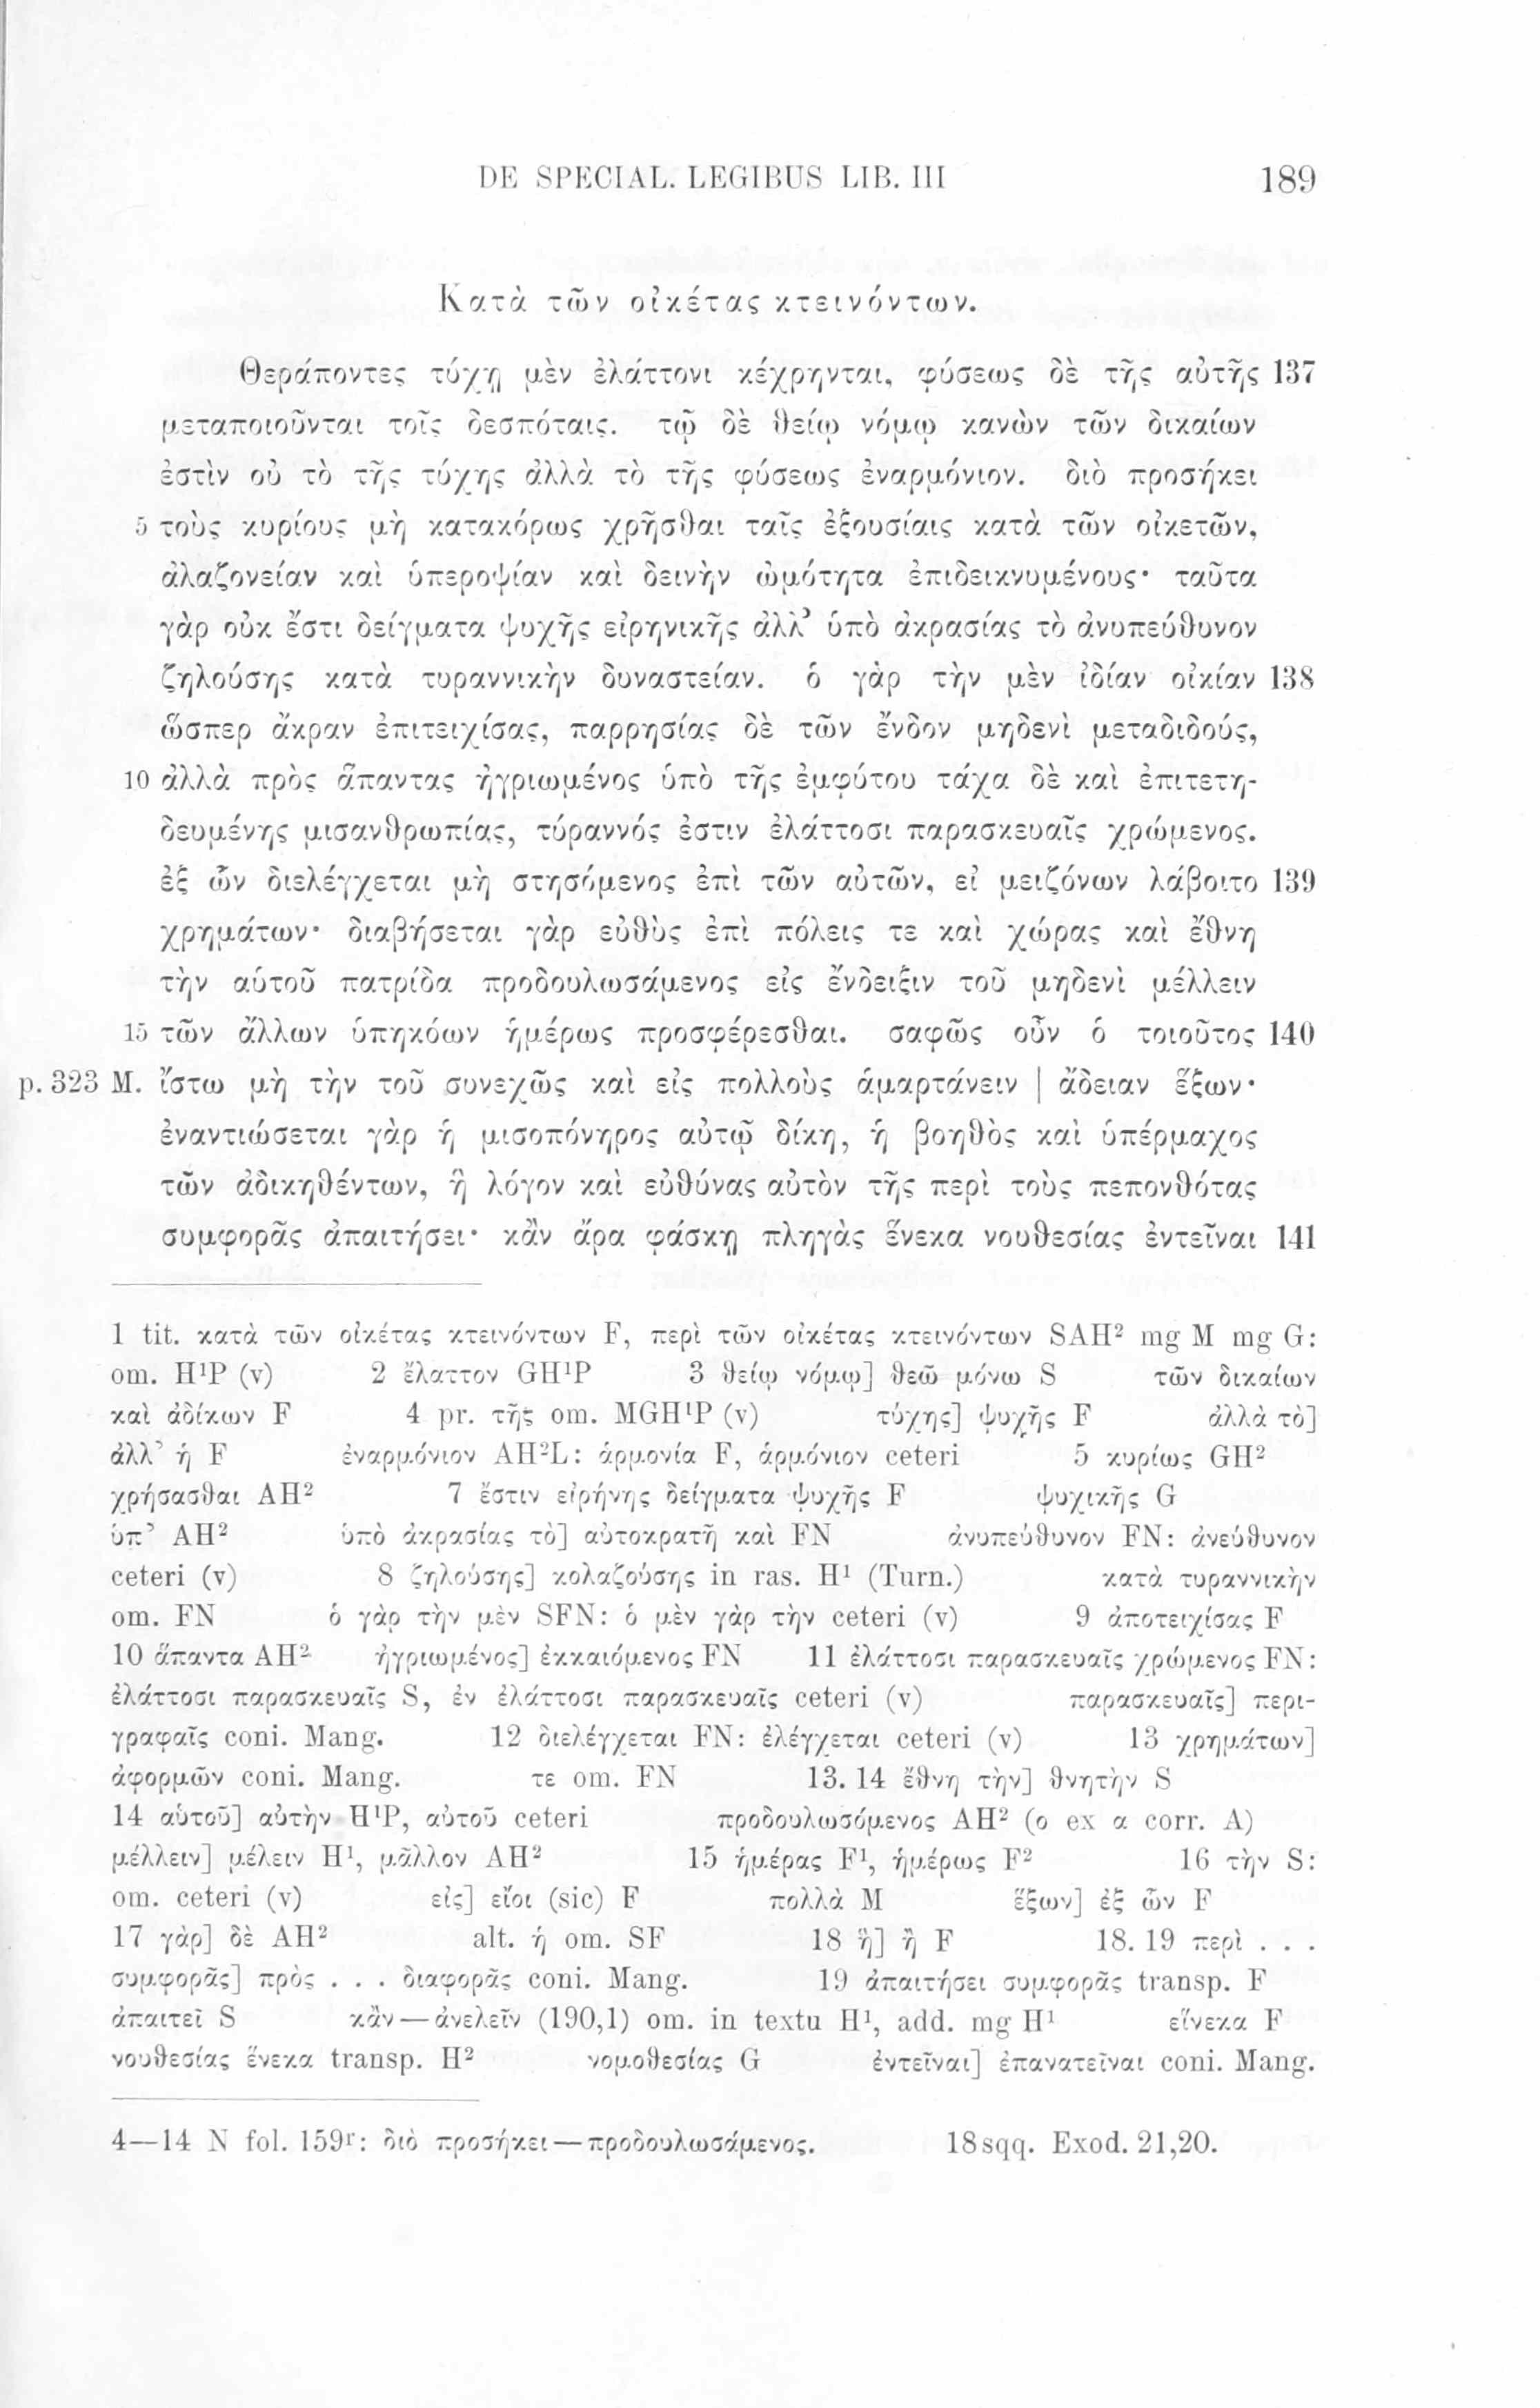 DE SPECIAL. LEGIBUS LIB. III 189
Κατὰ τῶν οἰκέτας κτεινόντων.
Θεράποντες τύχῃ μὲν ἐλάττονι κέχρηνται, φύσεως δὲ τῆς αὐτῆς 137
μεταποιοῦνται τοῖς δεσπόταις. τῷ δὲ θείῳ νόμῳ κανὼν τῶν δικαίων
ἐστὶν οὐ τὸ τῆς τύχης ἀλλὰ τὸ τῆς φύσεως ἐναρμόνιον. διὸ προσήκει
5 τοὺς κυρίους μὴ κατακόρως χρῆσθαι ταῖς ἐξουσίαις κατὰ τῶν οἰκετῶν,
ἀλαζονείαν καὶ ὑπεροψίαν καὶ δεινὴν ὠμότητα ἐπιδεικνυμένους· ταῦτα
γὰρ οὐκ ἔστι δείγματα ψυχῆς εἰρηνικῆς ἀλλ’ ὑπὸ ἀκρασίας τὸ ἀνυπεύθυνον
ζηλούσης κατὰ τυραννικὴν δυναστείαν. ὁ γὰρ τὴν μὲν ἰδίαν οἰκίαν 138
ὥσπερ ἄκραν ἐπιτειχίσας, παρρησίας δὲ τῶν ἔνδον μηδενὶ μεταδιδούς,
10 ἀλλὰ πρὸς ἅπαντας ἠγριωμένος ὑπὸ τῆς ἐμφύτου τάχα δὲ καὶ ἐπιτετη-
δευμένης μισανθρωπίας, τύραννός ἐστιν ἐλάττοσι παρασκευαῖς χρώμενος.
ἐξ ὧν διελέγχεται μὴ στησόμενος ἐπὶ τῶν αὐτῶν, εἰ μειζόνων λάβοιτο 139
χρημάτων· διαβήσεται γὰρ εὐθὺς ἐπὶ πόλεις τε καὶ χώρας καὶ ἔθνη
τὴν αὑτοῦ πατρίδα προδουλωσάμενος εἰς ἔνδειξιν τοῦ μηδενὶ μέλλειν
15 τῶν ἄλλων ὑπηκόων ἡμέρως προσφέρεσθαι. σαφῶς οὖν ὁ τοιοῦτος 140
p. 323 M. ἴστω μὴ τὴν τοῦ συνεχῶς καὶ εἰς πολλοὺς ἁμαρτάνειν | ἄδειαν ἕξων·
ἐναντιώσεται γὰρ ἡ μισοπόνηρος αὐτῷ δίκη, ἡ βοηθὸς καὶ ὑπέρμαχος
τῶν ἀδικηθέντων, ἣ λόγον καὶ εὐθύνας αὐτὸν τῆς περὶ τοὺς πεπονθότας
συμφορᾶς ἀπαιτήσει· κἂν ἄρα φάσκῃ πληγὰς ἕνεκα νουθεσίας ἐντεῖναι 141
1 tit. κατὰ τῶν οἰκέτας κτεινόντων F, περὶ τῶν οἰκέτας κτεινόντων SAH² mg M mg G:
om. H¹P (v) 2 ἔλαττον GH¹P 3 θείῳ νόμῳ] θεῶ μόνω S τῶν δικαίων
καὶ ἀδίκων F 4 pr. τῆς om. MGH¹P (v) τύχης] ψυχῆς F ἀλλὰ τὸ]
ἀλλ’ ἡ F ἐναρμόνιον AH²L: ἁρμονία F, ἁρμόνιον ceteri 5 κυρίως GH²
χρήσασθαι AH² 7 ἔστιν εἰρήνης δείγματα ψυχῆς F ψυχικῆς G
ὑπ’ AH² ὑπὸ ἀκρασίας τὸ] αὐτοκρατῆ καὶ FN ἀνυπεύθυνον FN: ἀνεύθυνον
ceteri (v) 8 ζηλούσης] κολαζούσης in ras. H¹ (Turn.) κατὰ τυραννικὴν
om. FN ὁ γὰρ τὴν μὲν SFN: ὁ μὲν γὰρ τὴν ceteri (v) 9 ἀποτειχίσας F
10 ἅπαντα AH² ἠγριωμένος] ἐκκαιόμενος FN 11 ἐλάττοσι παρασκευαῖς χρώμενος FN:
ἐλάττοσι παρασκευαῖς S, ἐν ἐλάττοσι παρασκευαῖς ceteri (v) παρασκευαῖς] περι-
γραφαῖς coni. Mang. 12 διελέγχεται FN: ἐλέγχεται ceteri (v) 13 χρημάτων]
ἀφορμῶν coni. Mang. τε om. FN 13. 14 ἔθνη τὴν] θνητὴν S
14 αὑτοῦ] αὐτὴν H¹P, αὐτοῦ ceteri προδουλωσόμενος AH² (ο ex α corr. A)
μέλλειν] μέλειν H¹, μᾶλλον AH² 15 ἡμέρας F¹, ἡμέρως F² 16 τὴν S:
om. ceteri (v) εἰς] εἴοι (sic) F πολλὰ M ἕξων] ἐξ ὧν F
17 γὰρ] δὲ AH² alt. ἡ om. SF 18 ἣ] ἢ F 18. 19 περὶ . . .
συμφορᾶς] πρὸς . . . διαφορᾶς coni. Mang. 19 ἀπαιτήσει συμφορᾶς transp. F
ἀπαιτεῖ S κἂν — ἀνελεῖν (190,1) om. in textu H¹, add. mg H¹ εἵνεκα F
νουθεσίας ἕνεκα transp. H² νομοθεσίας G ἐντεῖναι] ἐπανατεῖναι coni. Mang.
4—14 N fol. 159ʳ: διὸ προσήκει — προδουλωσάμενος. 18 sqq. Exod. 21,20.